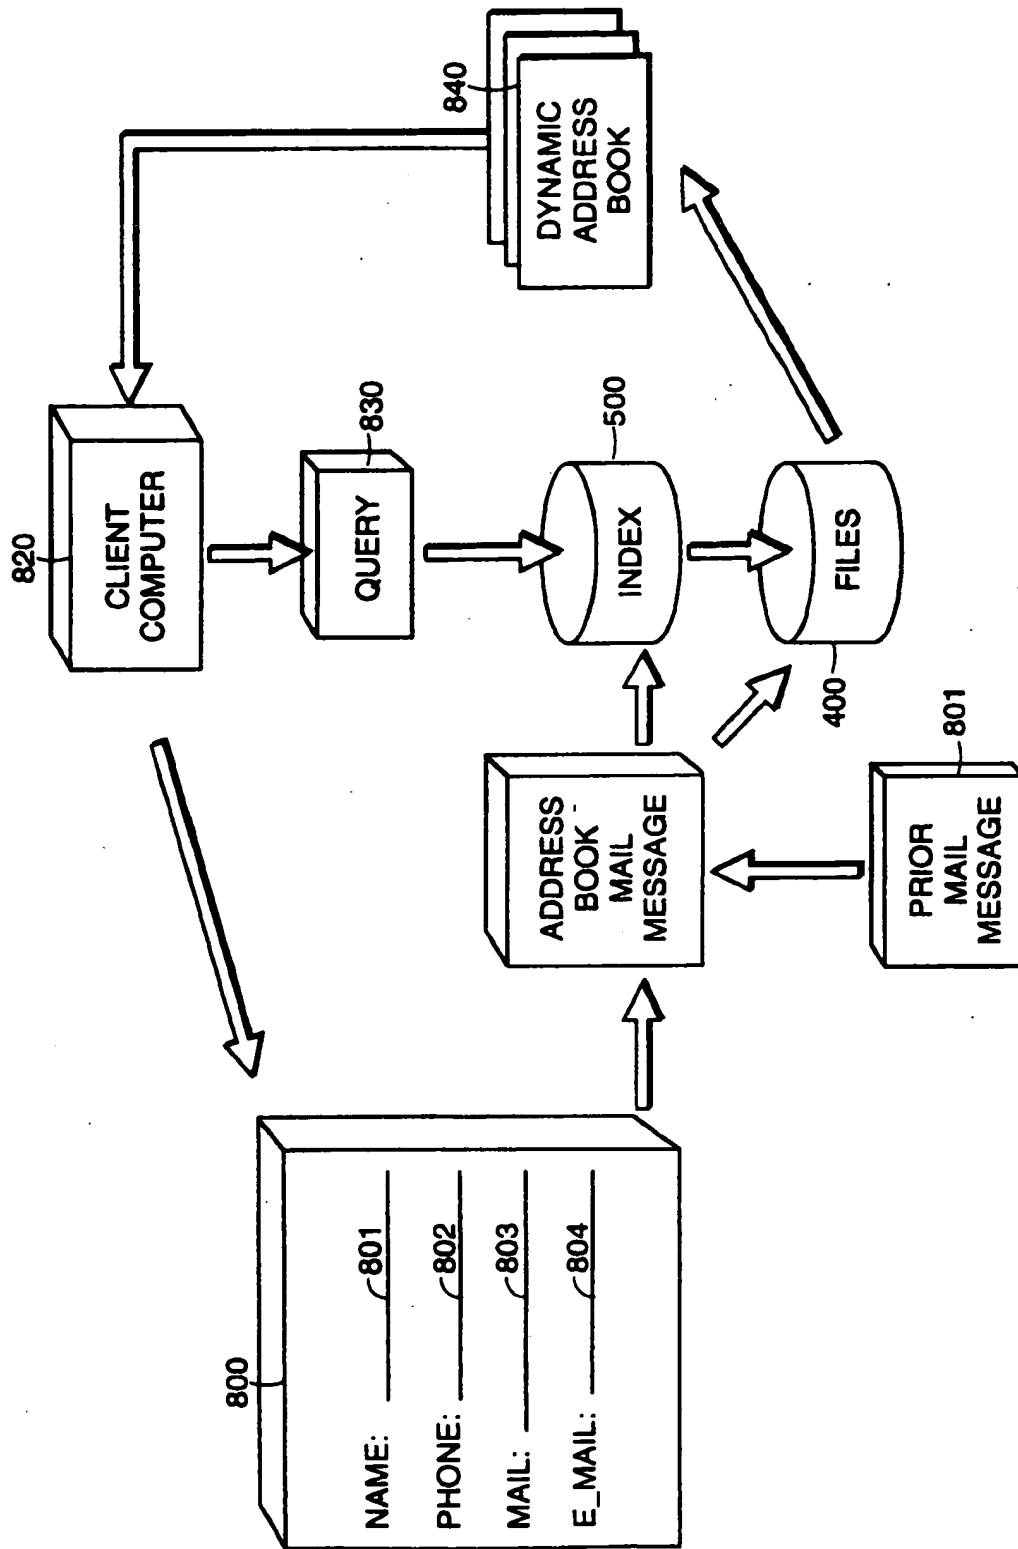 820
CLIENT
COMPUTER
830
QUERY
840
DYNAMIC
ADDRESS
BOOK
500
INDEX
400
FILES
ADDRESS
BOOK
MAIL
MESSAGE
801
PRIOR
MAIL
MESSAGE
800
NAME: 801
PHONE: 802
MAIL: 803
E_MAIL: 804